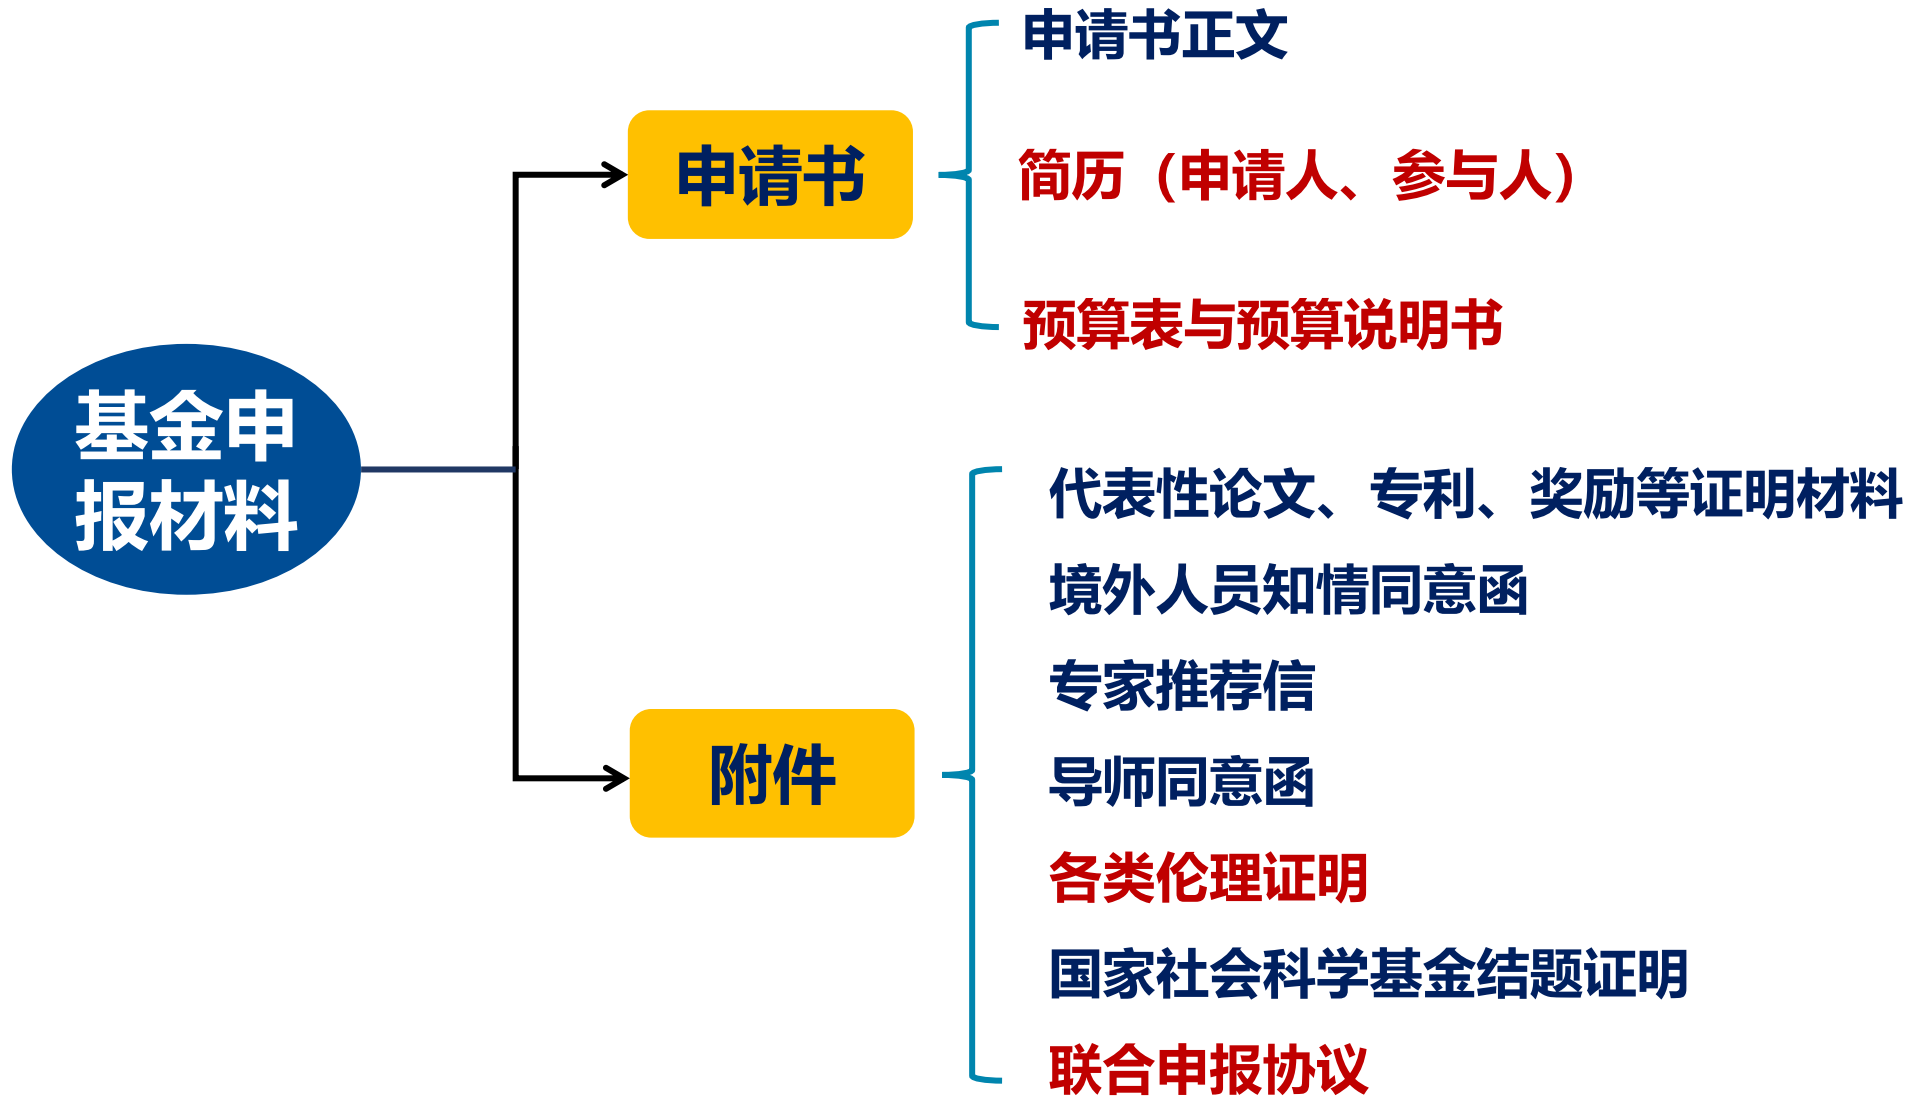 基金申
报材料
申请书
申请书正文
简历（申请人、参与人）
预算表与预算说明书
附件
代表性论文、专利、奖励等证明材料
境外人员知情同意函
专家推荐信
导师同意函
各类伦理证明
国家社会科学基金结题证明
联合申报协议